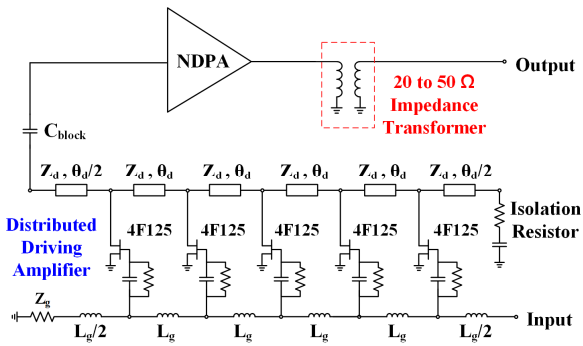 NDPA
Output
20 to 50 Ω
Impedance
Transformer
C_block
Z_d , θ_d/2
Z_d , θ_d
Z_d , θ_d
Z_d , θ_d
Z_d , θ_d
Z_d , θ_d/2
Distributed
Driving
Amplifier
4F125
4F125
4F125
4F125
4F125
Isolation
Resistor
Z_g
L_g/2
L_g
L_g
L_g
L_g
L_g/2
Input